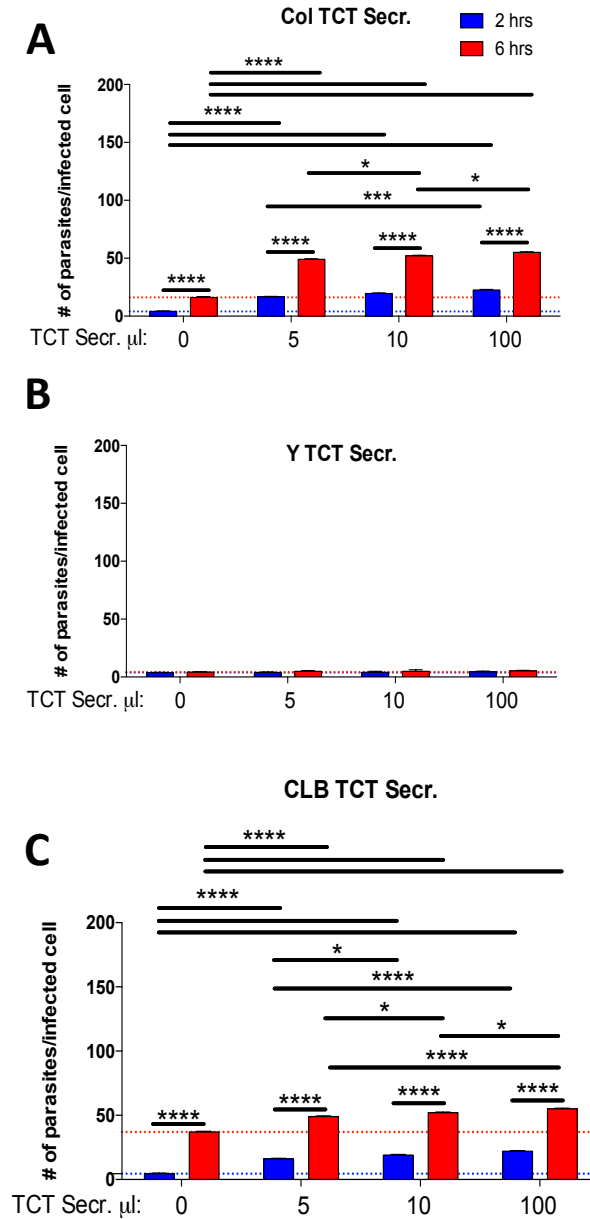 Col TCT Secr.
2 hrs
6 hrs
A
****
200
****
150
*
*
100
***
**** **** ****
50
****
0
# of parasites/infected cell
TCT Secr. µl: 0 5 10 100
B
Y TCT Secr.
200
150
100
50
0
# of parasites/infected cell
TCT Secr. µl: 0 5 10 100
CLB TCT Secr.
C
****
****
200
*
****
150
*
*
100
****
**** **** **** ****
50
0
# of parasites/infected cell
TCT Secr. µl: 0 5 10 100